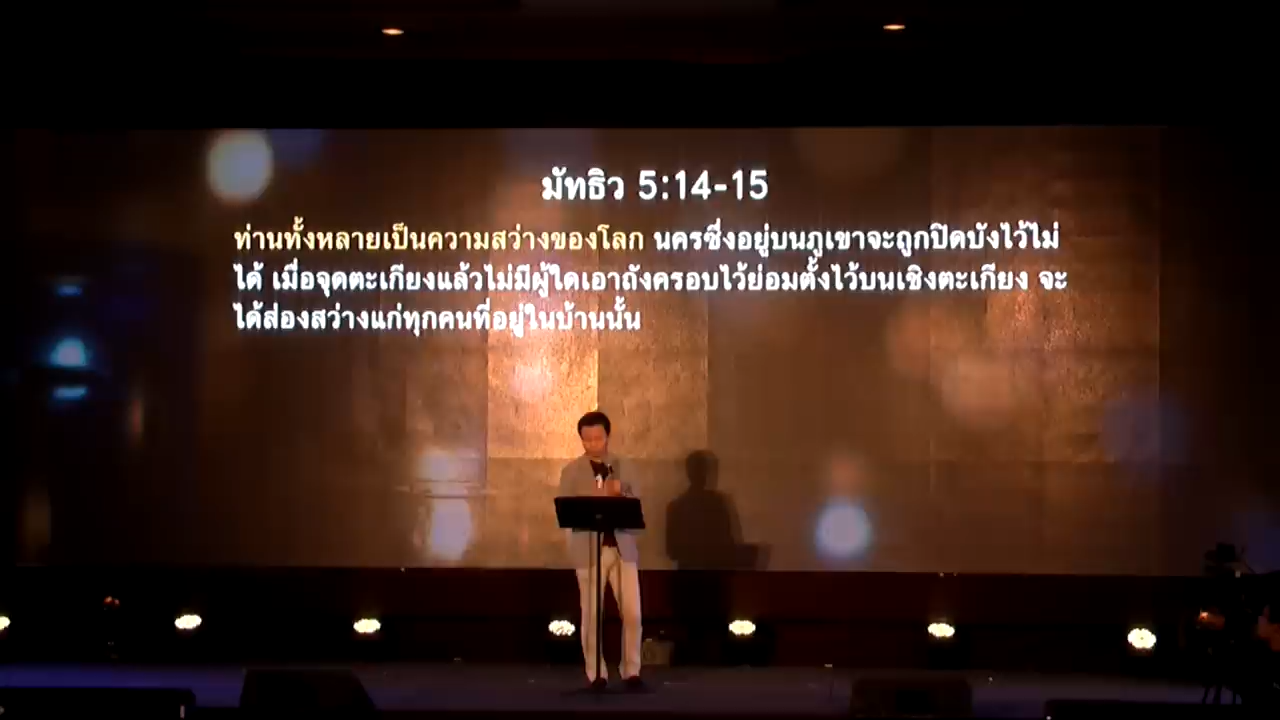 มัทธิว 5:14-15
ท่านทั้งหลายเป็นความสว่างของโลก นครซึ่งอยู่บนภูเขาจะถูกปิดบังไว้ไม่
ได้ เมื่อจุดตะเกียงแล้วไม่มีผู้ใดเอาถังครอบไว้ย่อมตั้งไว้บนเชิงตะเกียง จะ
ได้ส่องสว่างแก่ทุกคนที่อยู่ในบ้านนั้น